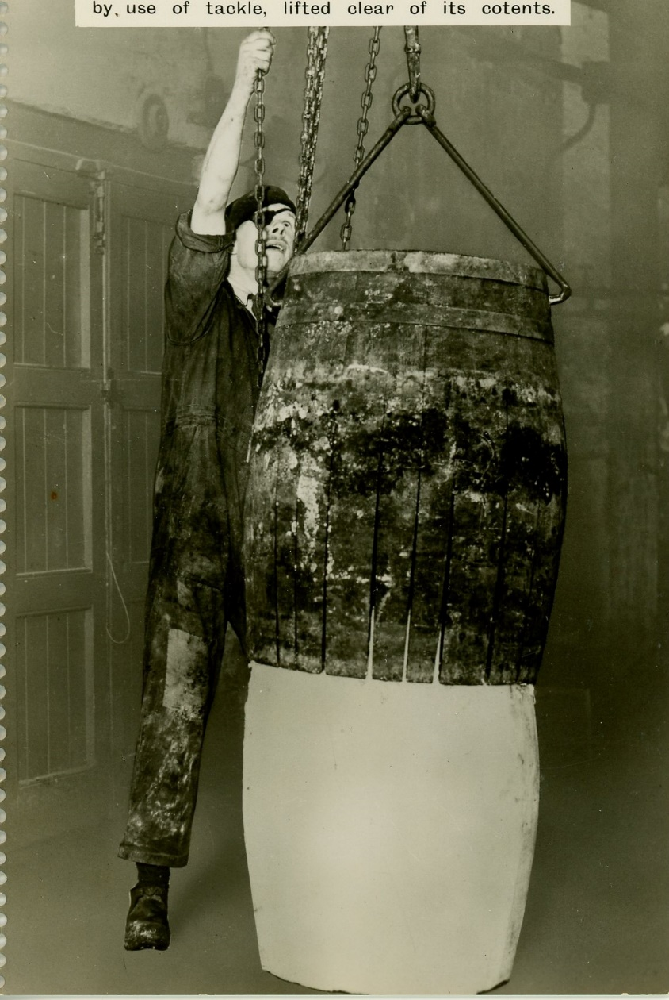 by use of tackle, lifted clear of its cotents.